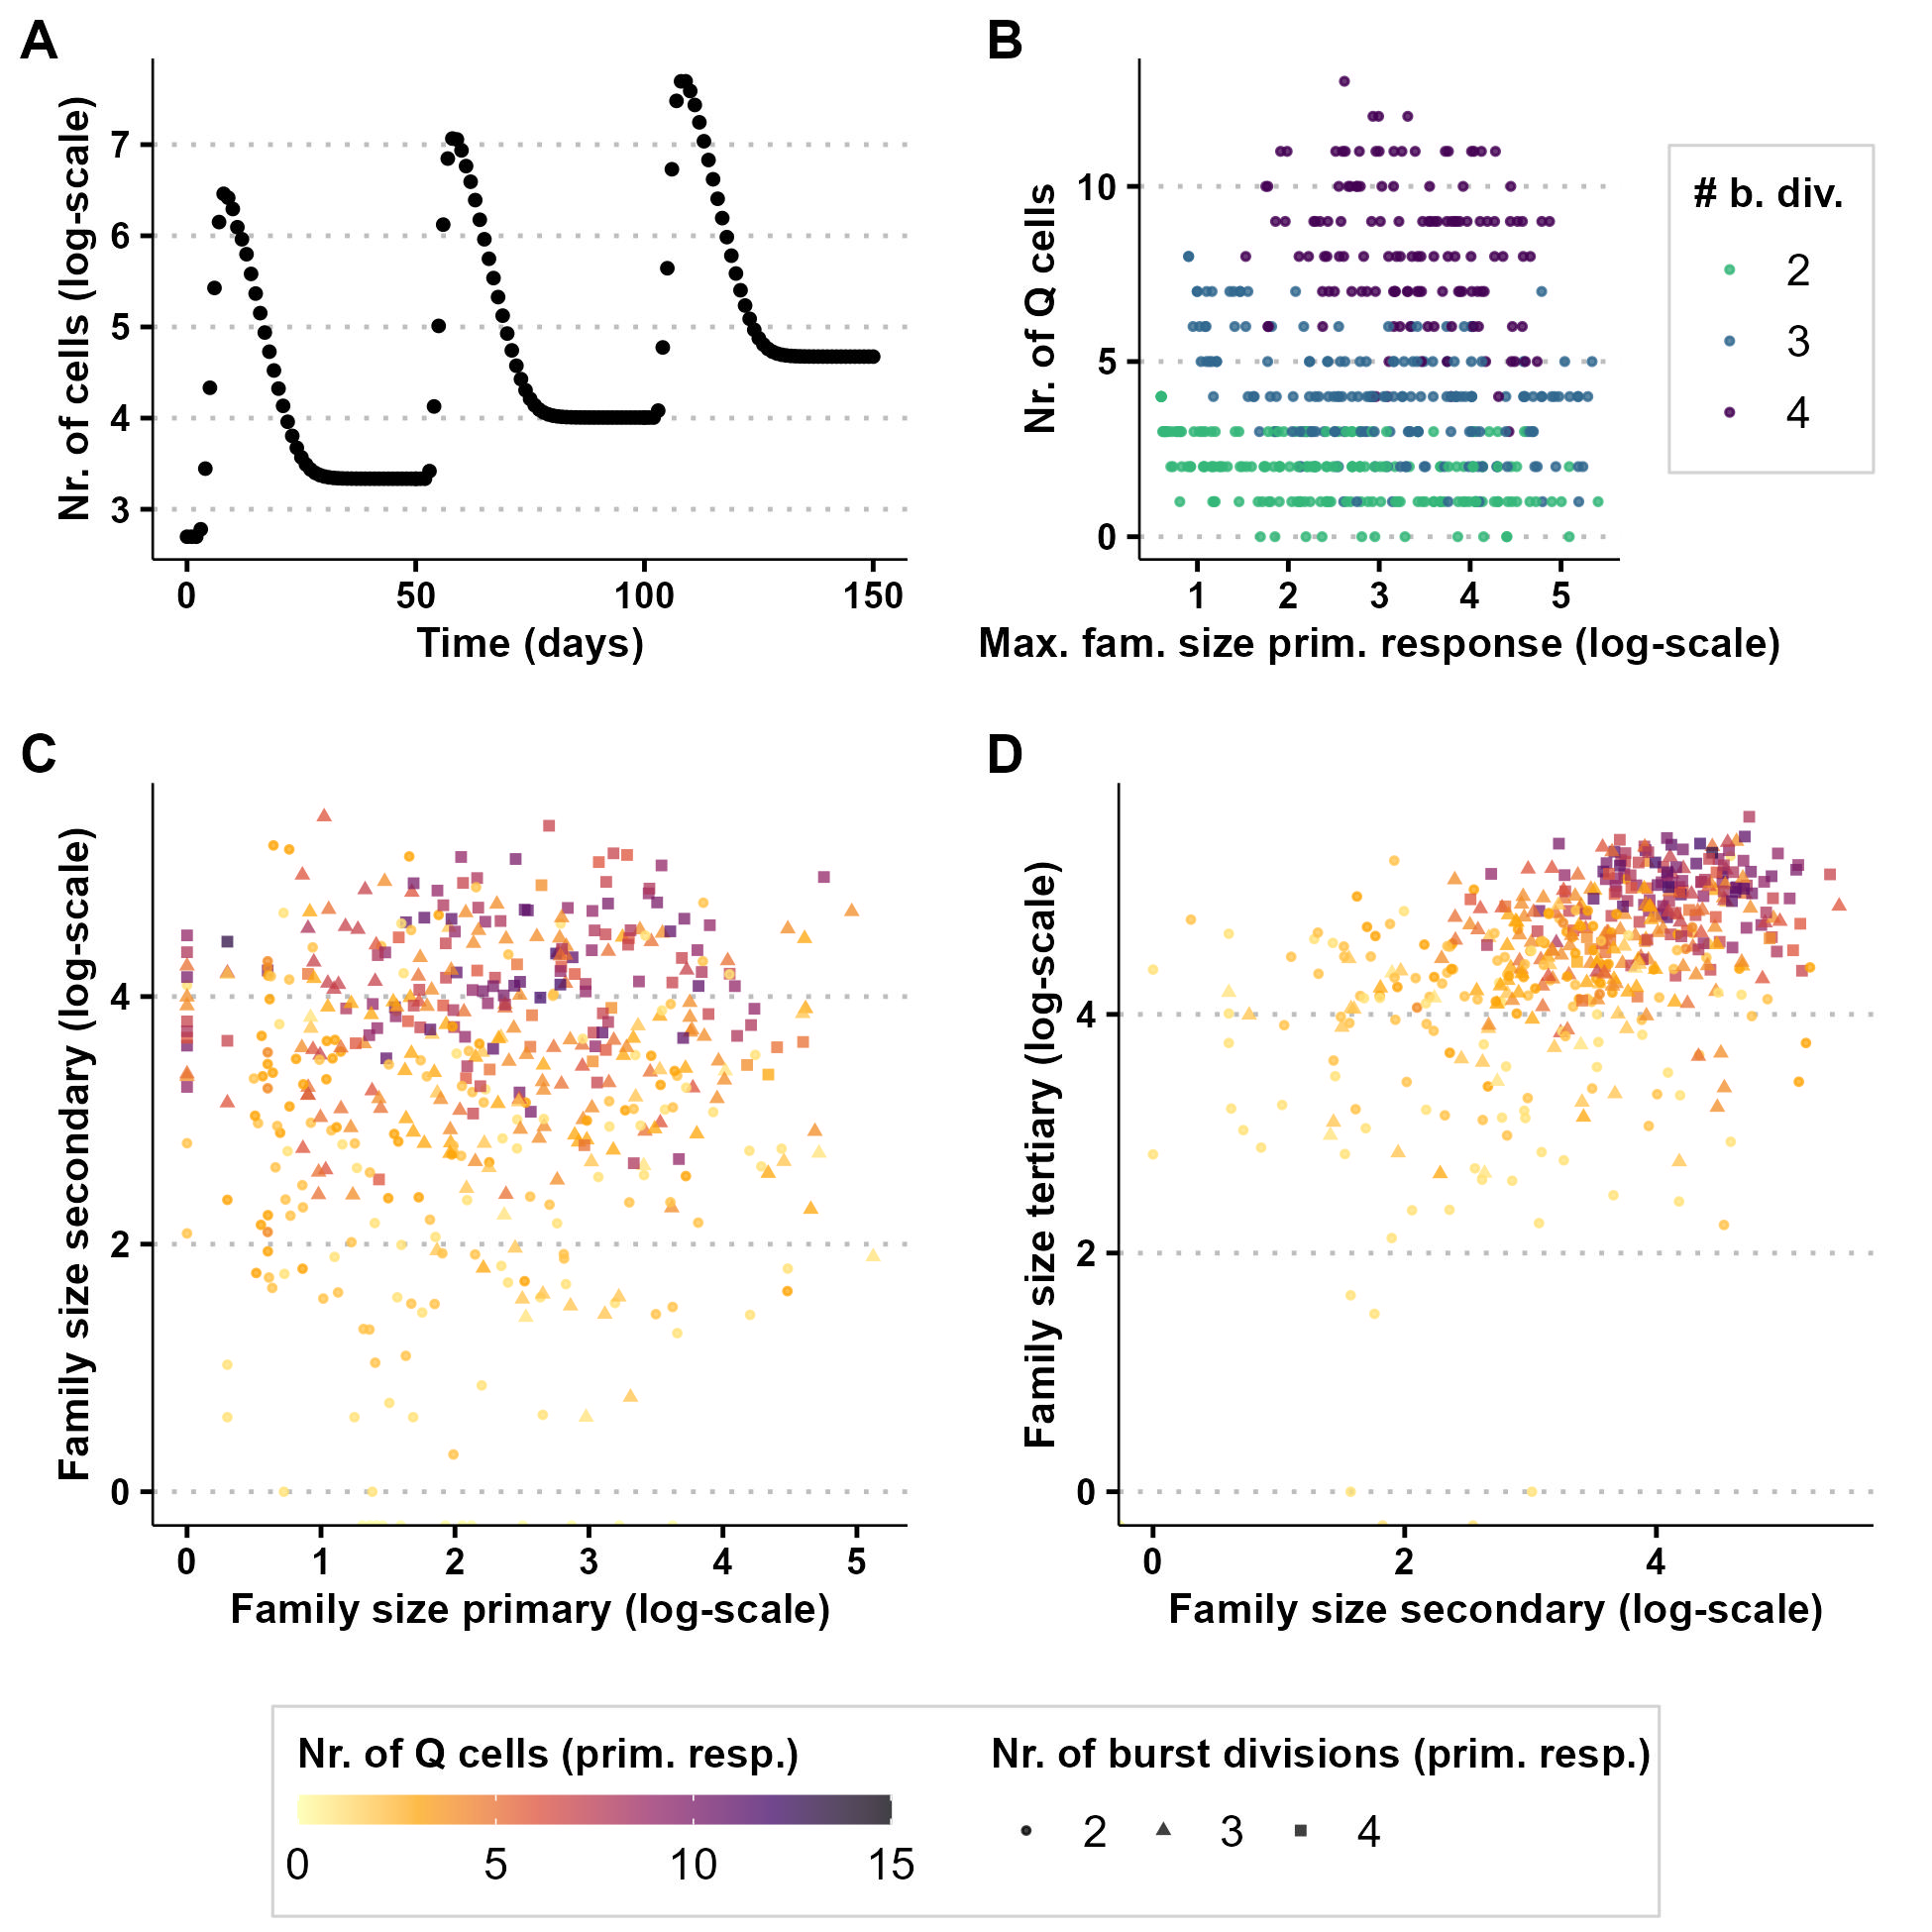 A
Nr. of cells (log-scale)
7
6
5
4
3
0 50 100 150
Time (days)
B
Nr. of Q cells
10
5
0
1 2 3 4 5
Max. fam. size prim. response (log-scale)
# b. div.
2
3
4
C
Family size secondary (log-scale)
4
2
0
0 1 2 3 4 5
Family size primary (log-scale)
D
Family size tertiary (log-scale)
4
2
0
0 2 4
Family size secondary (log-scale)
Nr. of Q cells (prim. resp.)
0 5 10 15
Nr. of burst divisions (prim. resp.)
2 3 4